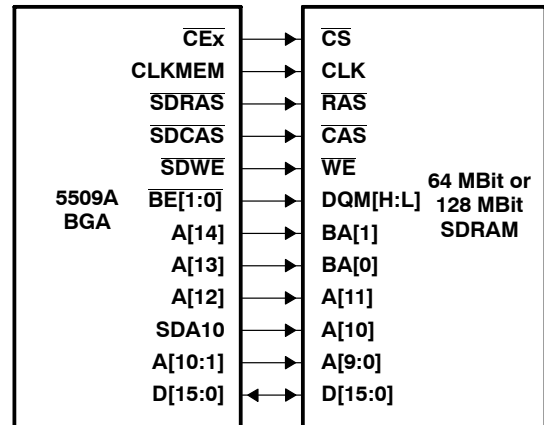 CEx CS
CLKMEM CLK
SDRAS RAS
SDCAS CAS
SDWE WE
5509A
BGA
BE[1:0] DQM[H:L]
64 MBit or
128 MBit
SDRAM
A[14] BA[1]
A[13] BA[0]
A[12] A[11]
SDA10 A[10]
A[10:1] A[9:0]
D[15:0] D[15:0]